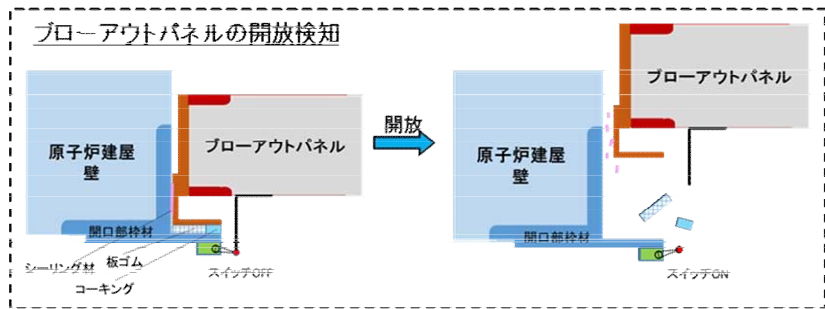 ブローアウトパネルの開放検知
原子炉建屋
壁
ブローアウトパネル
開口部枠材
シーリング材
板ゴム
コーキング
スイッチOFF
開放
原子炉建屋
壁
ブローアウトパネル
開口部枠材
スイッチON